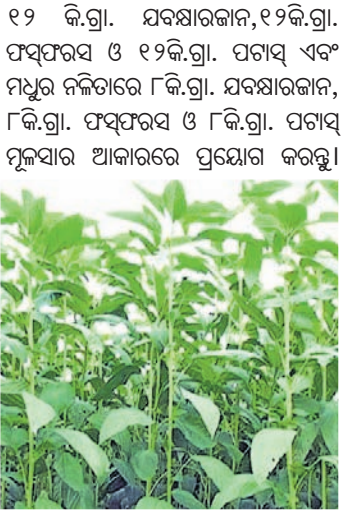 ୧୨ କି.ଗ୍ରା. ଯବକ୍ଷାରଜାନ,୧୨କି.ଗ୍ରା.
ଫସ୍‌ଫରସ ଓ ୧୨କି.ଗ୍ରା. ପଟାସ୍ ଏବଂ
ମଧୁର ନଳିତାରେ ୮କି.ଗ୍ରା. ଯବକ୍ଷାରଜାନ,
୮କି.ଗ୍ରା. ଫସ୍‌ଫରସ ଓ ୮କି.ଗ୍ରା. ପଟାସ୍
ମୂଳସାର ଆକାରରେ ପ୍ରୟୋଗ କରନ୍ତୁ।